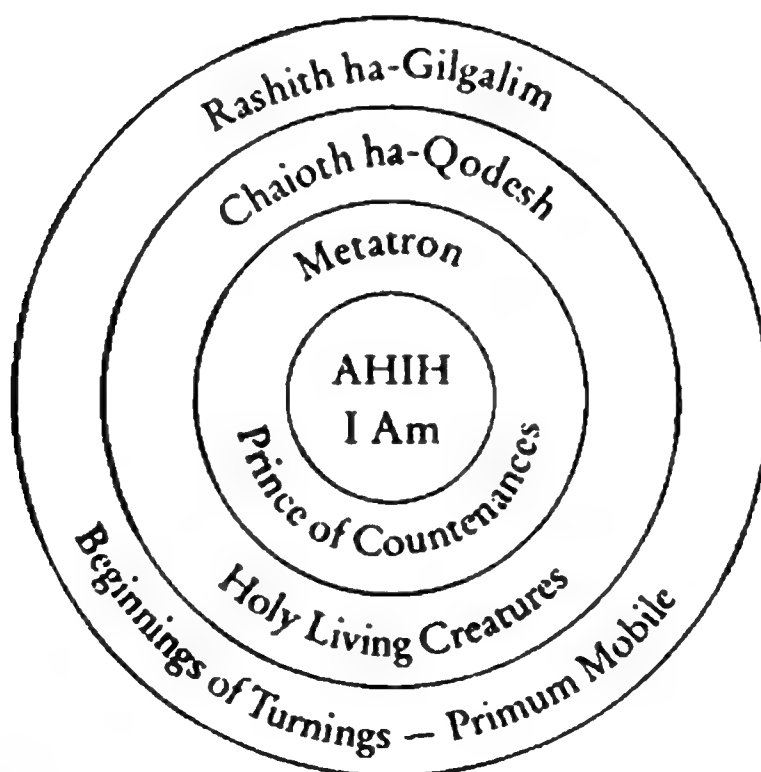 Rashith ha-Gilgalim
Chaioth ha-Qodesh
Metatron
AHIH
I Am
Prince of Countenances
Holy Living Creatures
Beginnings of Turnings — Primum Mobile